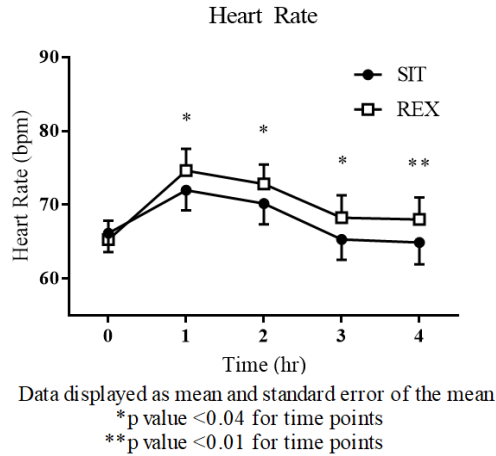 Heart Rate
90
80
70
60
Heart Rate (bpm)
SIT
REX
*
*
*
**
0 1 2 3 4
Time (hr)
Data displayed as mean and standard error of the mean
*p value <0.04 for time points
**p value <0.01 for time points